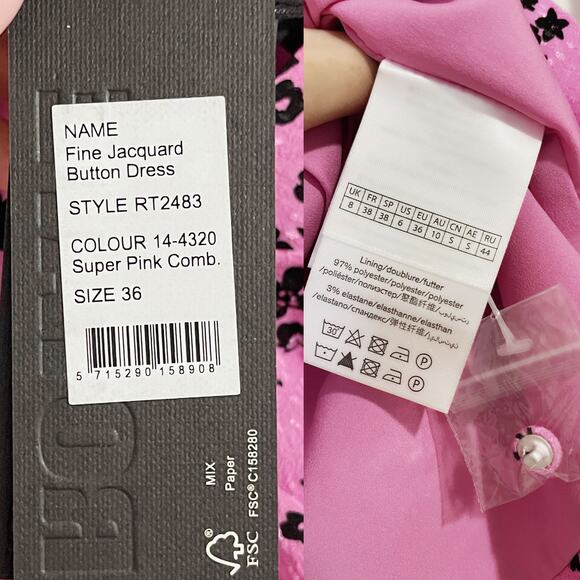 NAME
Fine Jacquard
Button Dress
STYLE RT2483
COLOUR 14-4320
Super Pink Comb.
SIZE 36
5 715290 158908
MIX
Paper
FSC® C158280
FSC
UK FR SP US EU AU CN AE RU
8 38 38 6 36 10 S S 44
Lining/doublure/futter
97% polyester/polyester/polyester
/poliéster/полиэстер/聚酯纤维/بوليستر
3% elastane/elasthanne/elasthan
/elastano/спандекс/弹性纤维/إيلاستين
30
P
P